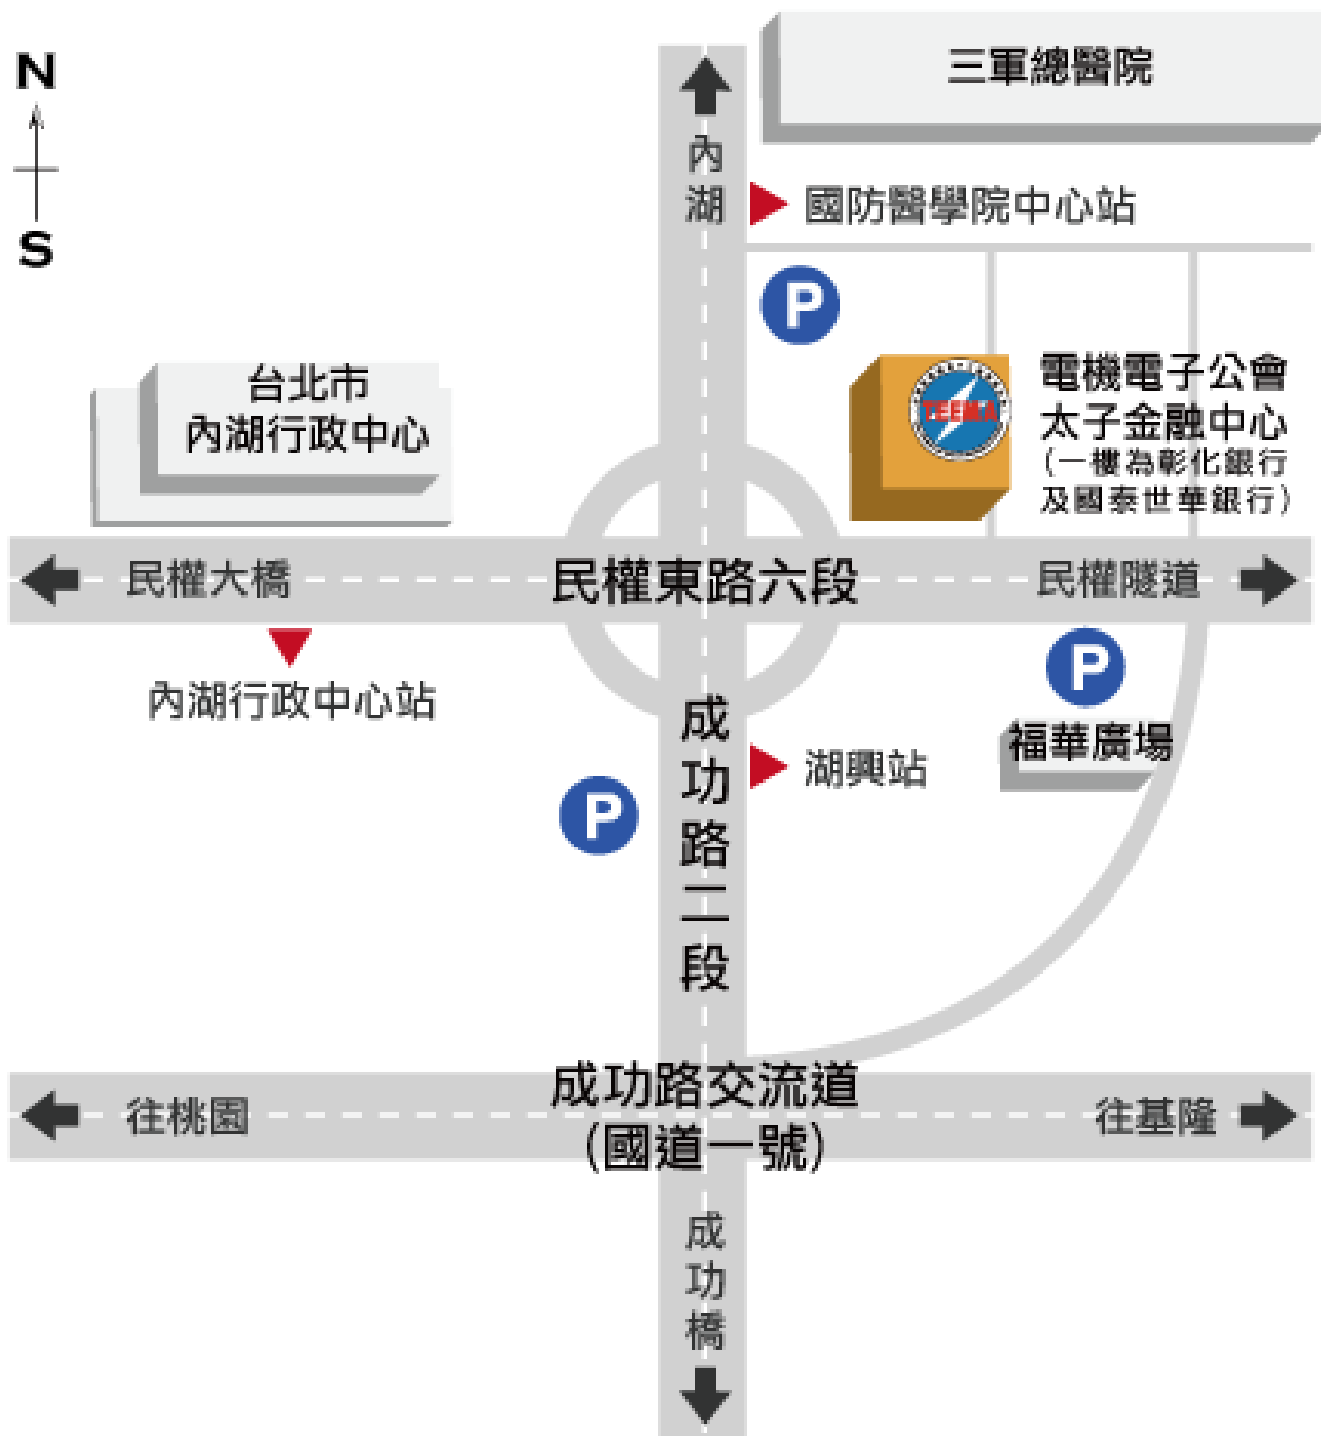 N
S
三軍總醫院
內湖
國防醫學院中心站
P
台北市
內湖行政中心
TEEMA
電機電子公會
太子金融中心
(一樓為彰化銀行
及國泰世華銀行)
民權大橋
民權東路六段
民權隧道
內湖行政中心站
P
福華廣場
成功路二段
湖興站
P
成功路交流道
(國道一號)
往桃園
往基隆
成功橋